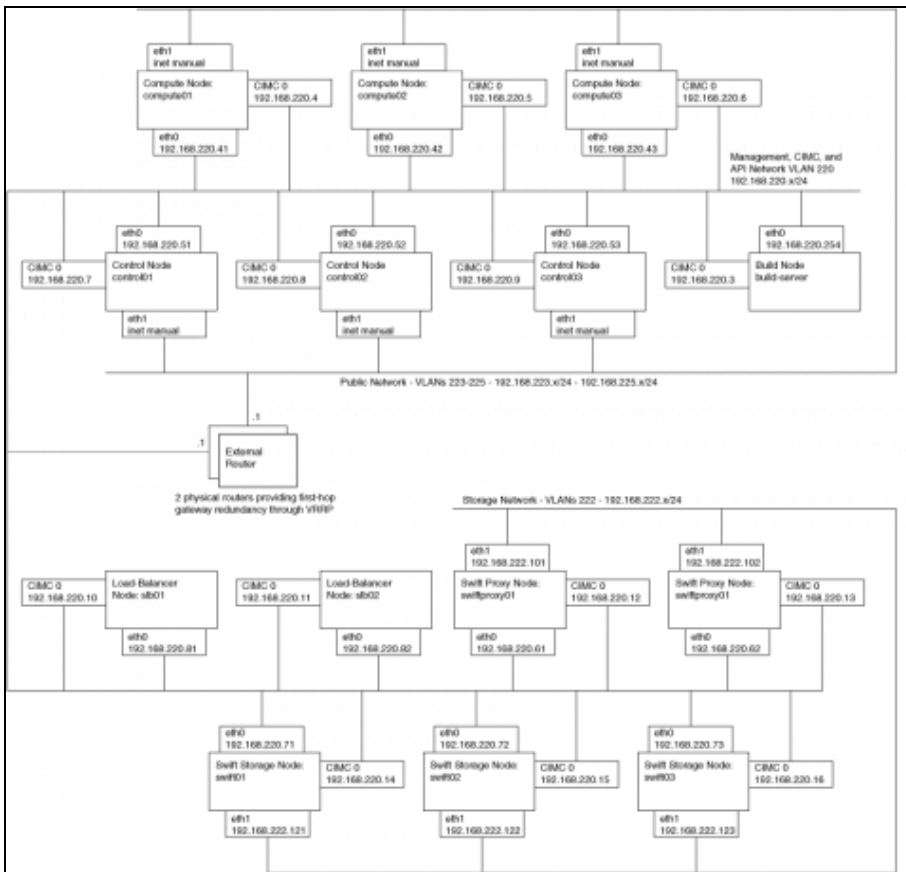 eth1
inet manual
Compute Node:
compute01
CIMC 0
192.168.220.4
eth0
192.168.220.41
eth1
inet manual
Compute Node:
compute02
CIMC 0
192.168.220.5
eth0
192.168.220.42
eth1
inet manual
Compute Node:
compute03
CIMC 0
192.168.220.6
eth0
192.168.220.43
Management, CIMC, and
API Network VLAN 220
192.168.220.x/24
eth0
192.168.220.51
CIMC 0
192.168.220.7
Control Node
control01
eth1
inet manual
eth0
192.168.220.52
CIMC 0
192.168.220.8
Control Node
control02
eth1
inet manual
eth0
192.168.220.53
CIMC 0
192.168.220.9
Control Node
control03
eth1
inet manual
eth0
192.168.220.254
CIMC 0
192.168.220.3
Build Node
build-server
Public Network - VLANs 223-225 - 192.168.223.x/24 - 192.168.225.x/24
.1
.1
External
Router
2 physical routers providing first-hop
gateway redundancy through VRRP
Storage Network - VLANs 222 - 192.168.222.x/24
CIMC 0
192.168.220.10
Load-Balancer
Node: slb01
eth0
192.168.220.81
CIMC 0
192.168.220.11
Load-Balancer
Node: slb02
eth0
192.168.220.82
eth1
192.168.222.101
Swift Proxy Node:
swiftproxy01
CIMC 0
192.168.220.12
eth0
192.168.220.61
eth1
192.168.222.102
Swift Proxy Node:
swiftproxy01
CIMC 0
192.168.220.13
eth0
192.168.220.62
eth0
192.168.220.71
Swift Storage Node:
swift01
CIMC 0
192.168.220.14
eth1
192.168.222.121
eth0
192.168.220.72
Swift Storage Node:
swift02
CIMC 0
192.168.220.15
eth1
192.168.222.122
eth0
192.168.220.73
Swift Storage Node:
swift03
CIMC 0
192.168.220.16
eth1
192.168.222.123